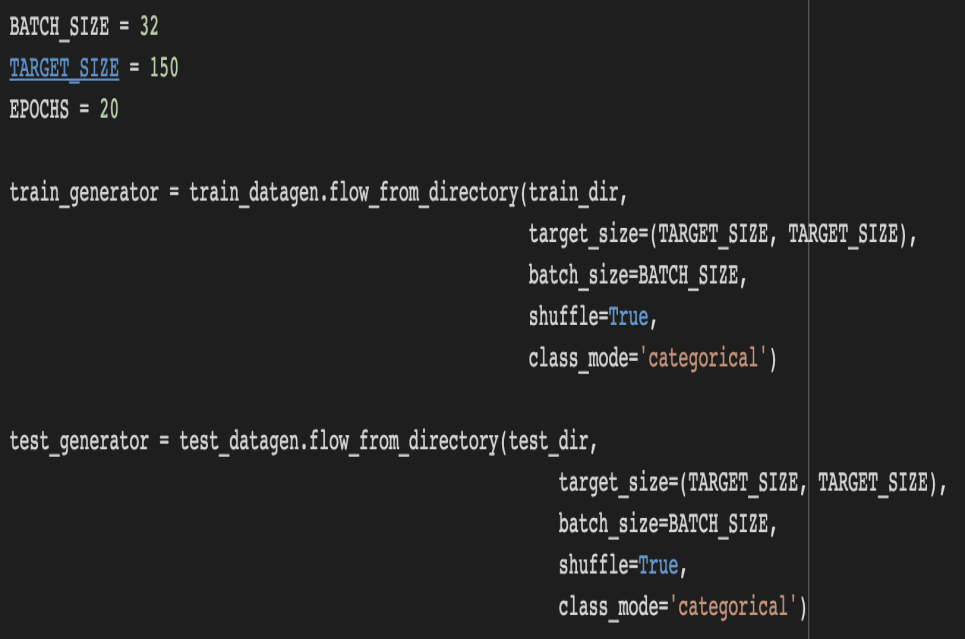 BATCH_SIZE = 32
TARGET_SIZE = 150
EPOCHS = 20
train_generator = train_datagen.flow_from_directory(train_dir,
target_size=(TARGET_SIZE, TARGET_SIZE),
batch_size=BATCH_SIZE,
shuffle=True,
class_mode='categorical')
test_generator = test_datagen.flow_from_directory(test_dir,
target_size=(TARGET_SIZE, TARGET_SIZE),
batch_size=BATCH_SIZE,
shuffle=True,
class_mode='categorical')